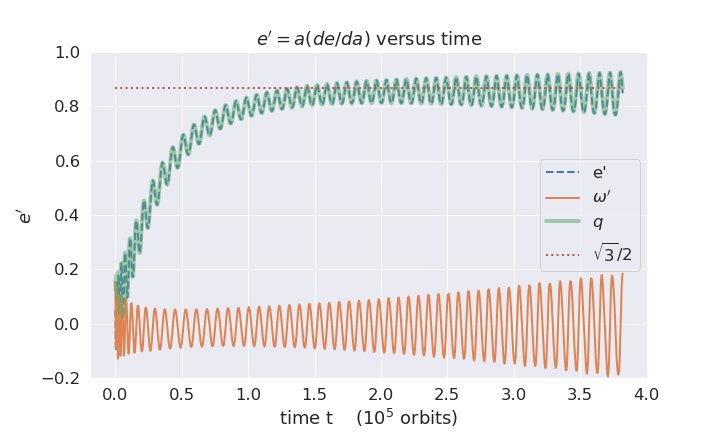 e′ = a(de/da) versus time
1.0
0.8
0.6
0.4
0.2
0.0
−0.2
e′
e'
ω′
q
√3/2
0.0 0.5 1.0 1.5 2.0 2.5 3.0 3.5 4.0
time t (10⁵ orbits)